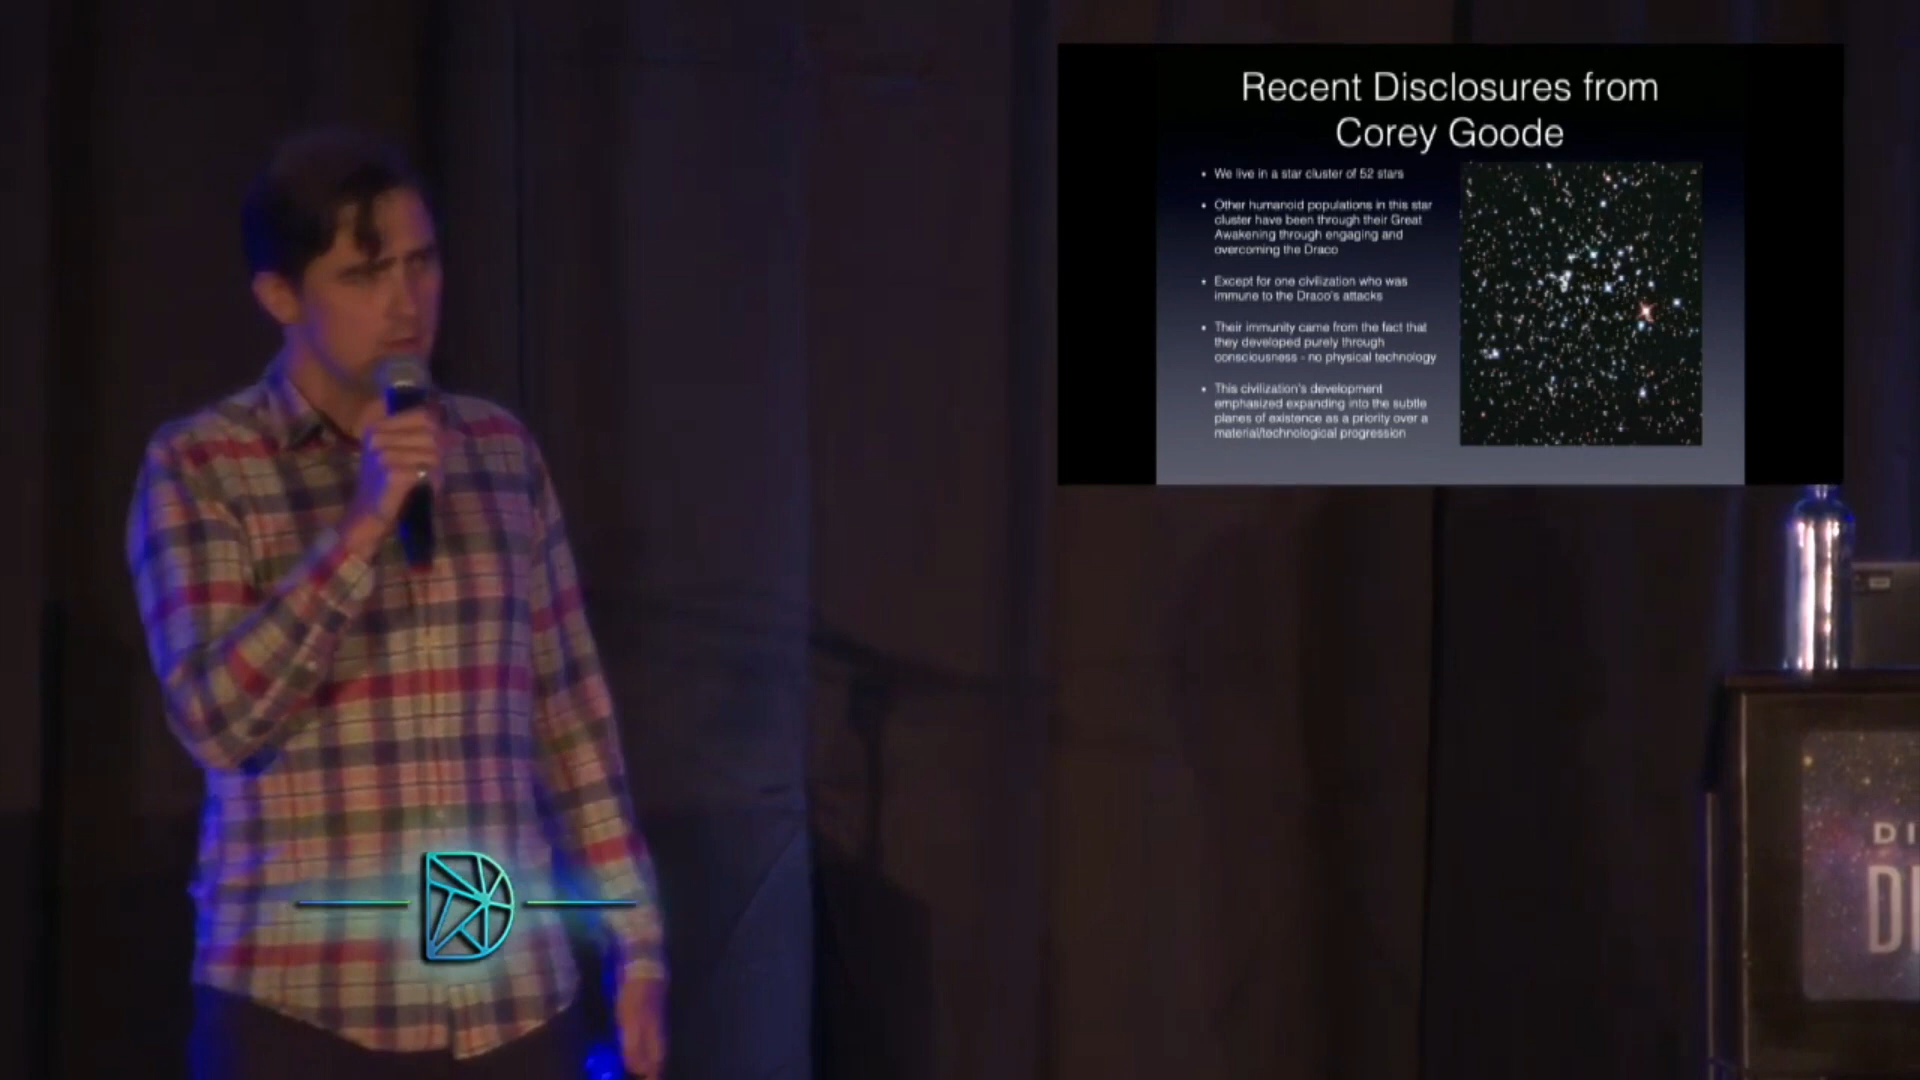 Recent Disclosures from
Corey Goode
• We live in a star cluster of 52 stars
• Other humanoid populations in this star
cluster have been through their Great
Awakening through engaging and
overcoming the Draco
• Except for one civilization who was
immune to the Draco's attacks
• Their immunity came from the fact that
they developed purely through
consciousness - no physical technology
• This civilization's development
emphasized expanding into the subtle
planes of existence as a priority over a
material/technological progression
D
DI